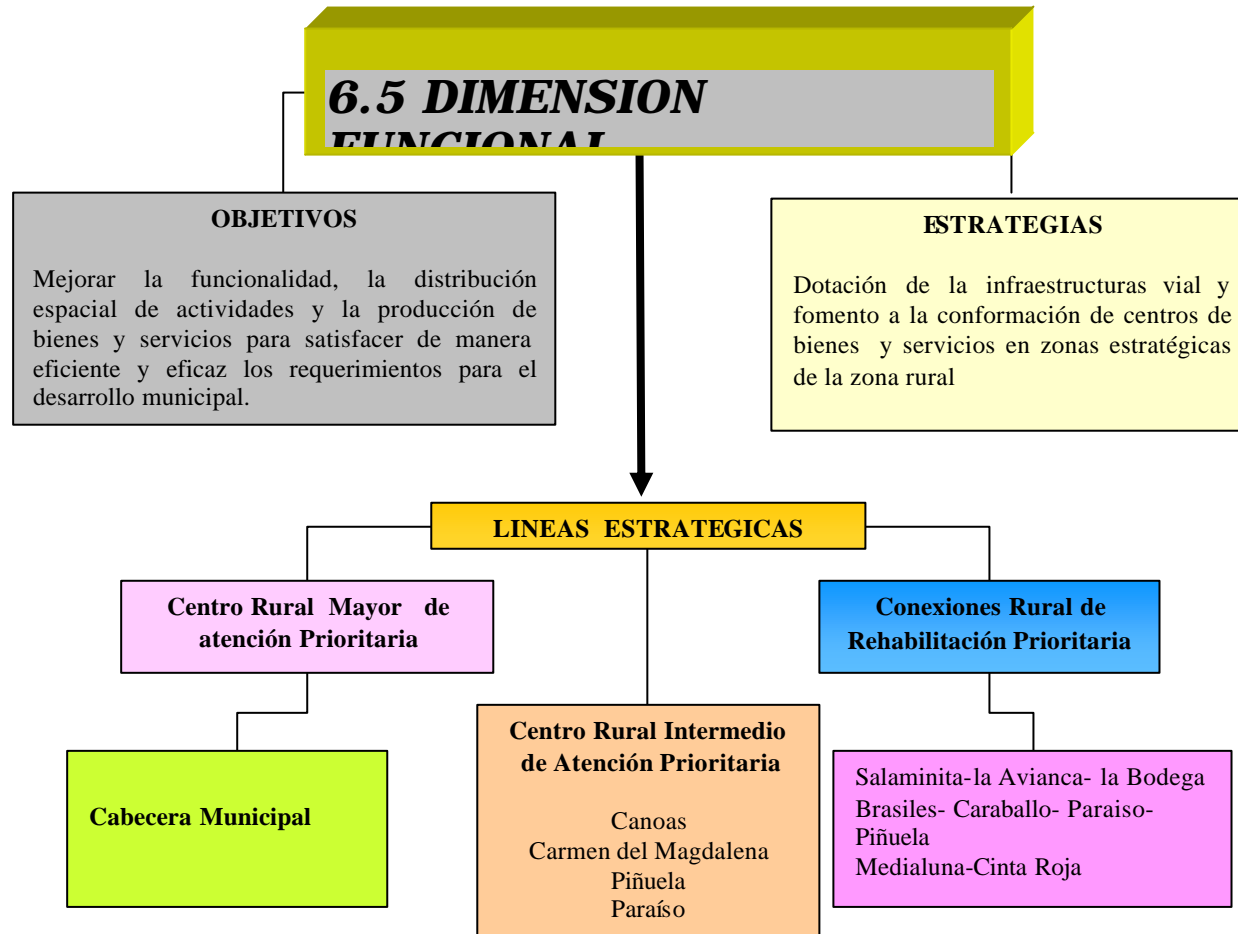 6.5 DIMENSION
FUNCIONAL
OBJETIVOS
Mejorar la funcionalidad, la distribución
espacial de actividades y la producción de
bienes y servicios para satisfacer de manera
eficiente y eficaz los requerimientos para el
desarrollo municipal.
ESTRATEGIAS
Dotación de la infraestructuras vial y
fomento a la conformación de centros de
bienes y servicios en zonas estratégicas
de la zona rural
LINEAS ESTRATEGICAS
Centro Rural Mayor de
atención Prioritaria
Conexiones Rural de
Rehabilitación Prioritaria
Centro Rural Intermedio
de Atención Prioritaria
Canoas
Carmen del Magdalena
Piñuela
Paraíso
Cabecera Municipal
Salaminita-la Avianca- la Bodega
Brasiles- Caraballo- Paraiso-
Piñuela
Medialuna-Cinta Roja